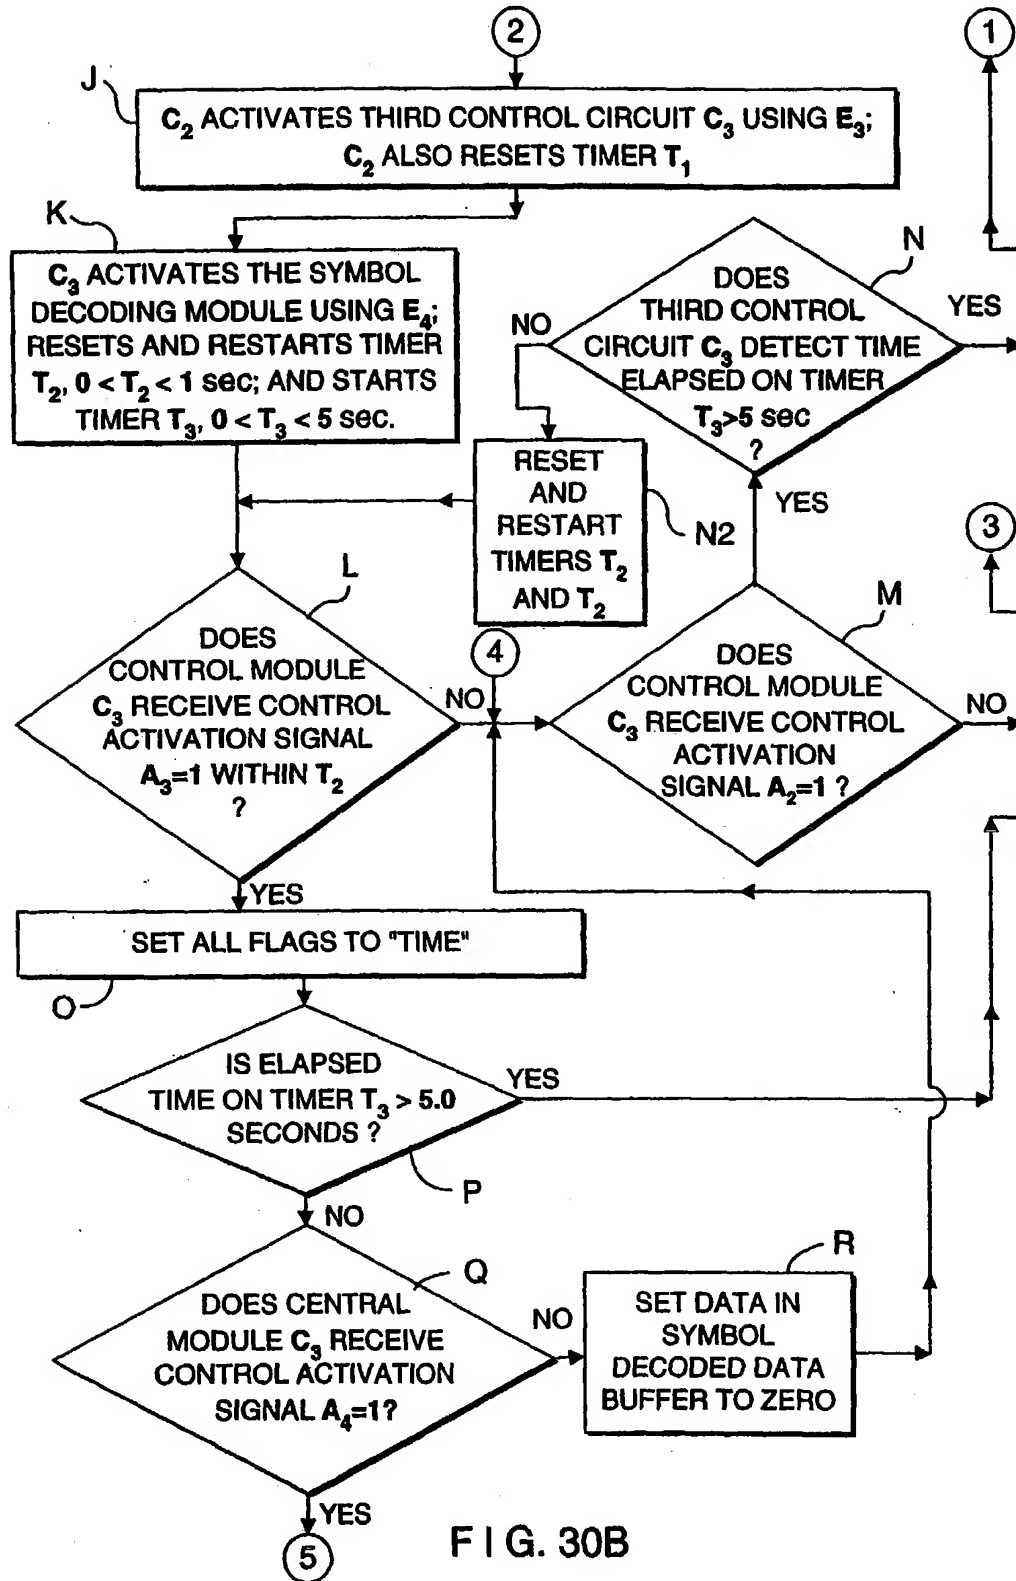 2
1
J
C₂ ACTIVATES THIRD CONTROL CIRCUIT C₃ USING E₃;
C₂ ALSO RESETS TIMER T₁
K
C₃ ACTIVATES THE SYMBOL
DECODING MODULE USING E₄;
RESETS AND RESTARTS TIMER
T₂, 0 < T₂ < 1 sec; AND STARTS
TIMER T₃, 0 < T₃ < 5 sec.
N
DOES
THIRD CONTROL
CIRCUIT C₃ DETECT TIME
ELAPSED ON TIMER
T₃>5 sec
?
NO
YES
YES
RESET
AND
RESTART
TIMERS T₂
AND T₂
N2
3
L
DOES
CONTROL MODULE
C₃ RECEIVE CONTROL
ACTIVATION SIGNAL
A₃=1 WITHIN T₂
?
NO
YES
4
M
DOES
CONTROL MODULE
C₃ RECEIVE CONTROL
ACTIVATION
SIGNAL A₂=1 ?
NO
SET ALL FLAGS TO "TIME"
O
IS ELAPSED
TIME ON TIMER T₃ > 5.0
SECONDS ?
YES
P
NO
Q
DOES CENTRAL
MODULE C₃ RECEIVE
CONTROL ACTIVATION
SIGNAL A₄=1?
NO
R
SET DATA IN
SYMBOL
DECODED DATA
BUFFER TO ZERO
YES
5
FIG. 30B